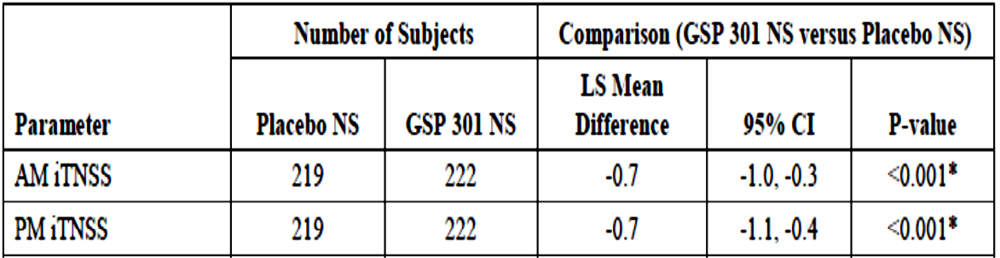 Number of Subjects Comparison (GSP 301 NS versus Placebo NS)
Parameter Placebo NS GSP 301 NS LS Mean Difference 95% CI P-value
AM iTNSS 219 222 -0.7 -1.0, -0.3 <0.001*
PM iTNSS 219 222 -0.7 -1.1, -0.4 <0.001*